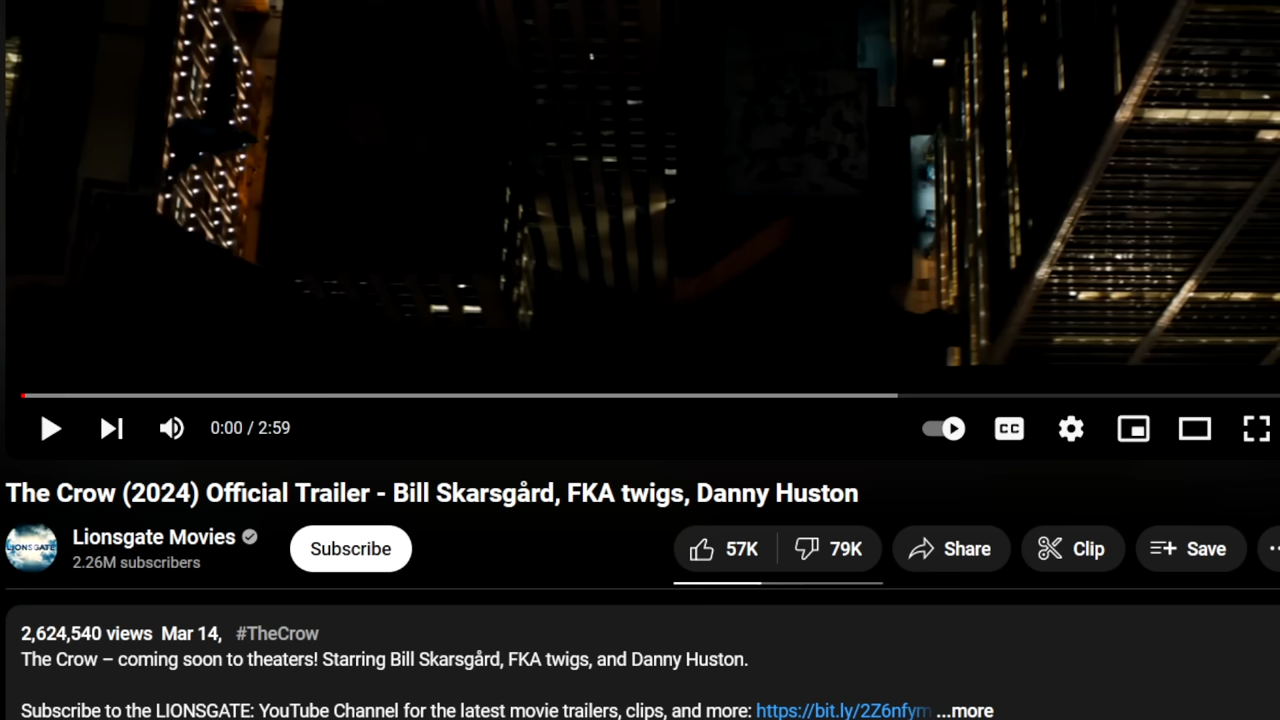 CC
0:00 / 2:59
The Crow (2024) Official Trailer - Bill Skarsgård, FKA twigs, Danny Huston
LIONSGATE
Lionsgate Movies
2.26M subscribers
Subscribe
57K
79K
Share
Clip
Save
2,624,540 views Mar 14, #TheCrow
The Crow – coming soon to theaters! Starring Bill Skarsgård, FKA twigs, and Danny Huston.
Subscribe to the LIONSGATE: YouTube Channel for the latest movie trailers, clips, and more: https://bit.ly/2Z6nfym ...more